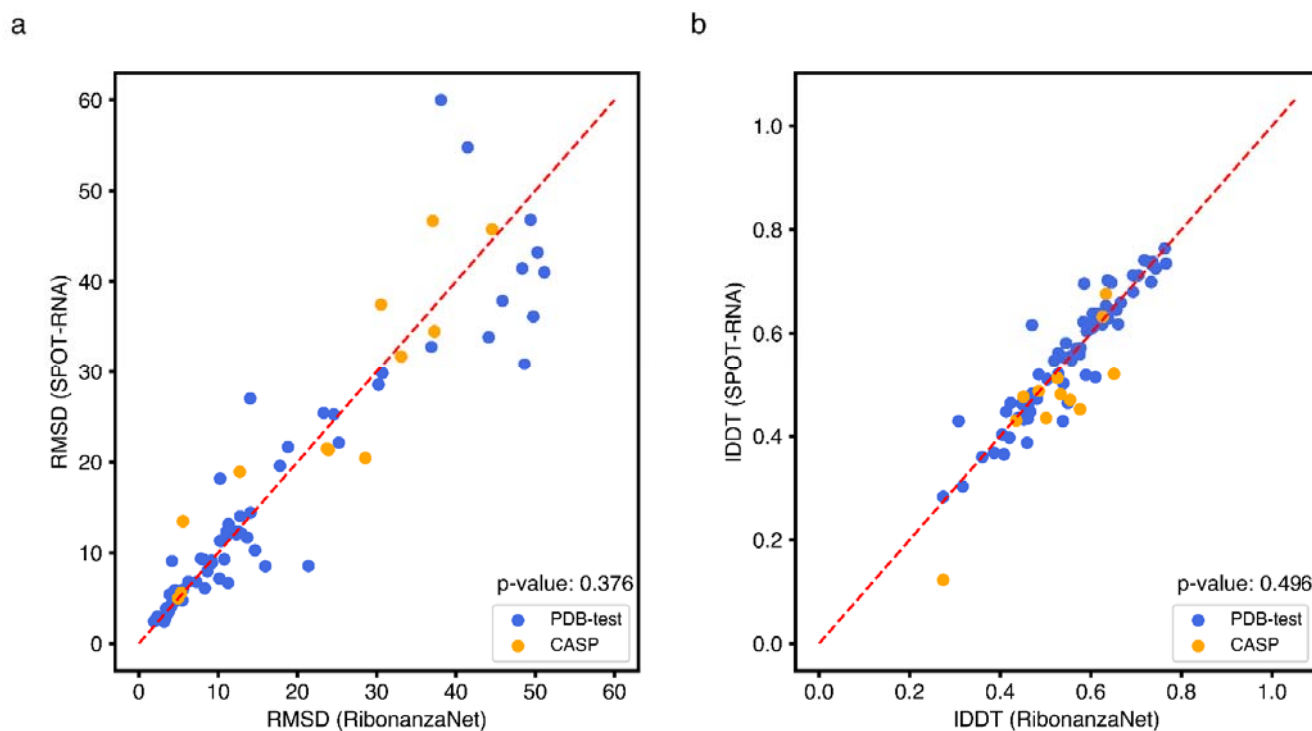 a
60
50
40
30
20
10
0
RMSD (SPOT-RNA)
p-value: 0.376
PDB-test
CASP
0 10 20 30 40 50 60
RMSD (RibonanzaNet)
b
1.0
0.8
0.6
0.4
0.2
0.0
lDDT (SPOT-RNA)
p-value: 0.496
PDB-test
CASP
0.0 0.2 0.4 0.6 0.8 1.0
lDDT (RibonanzaNet)